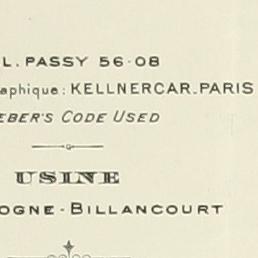 L. PASSY 56-08
aphique: KELLNERCAR-PARIS
EBER'S CODE USED
USINE
OGNE-BILLANCOURT